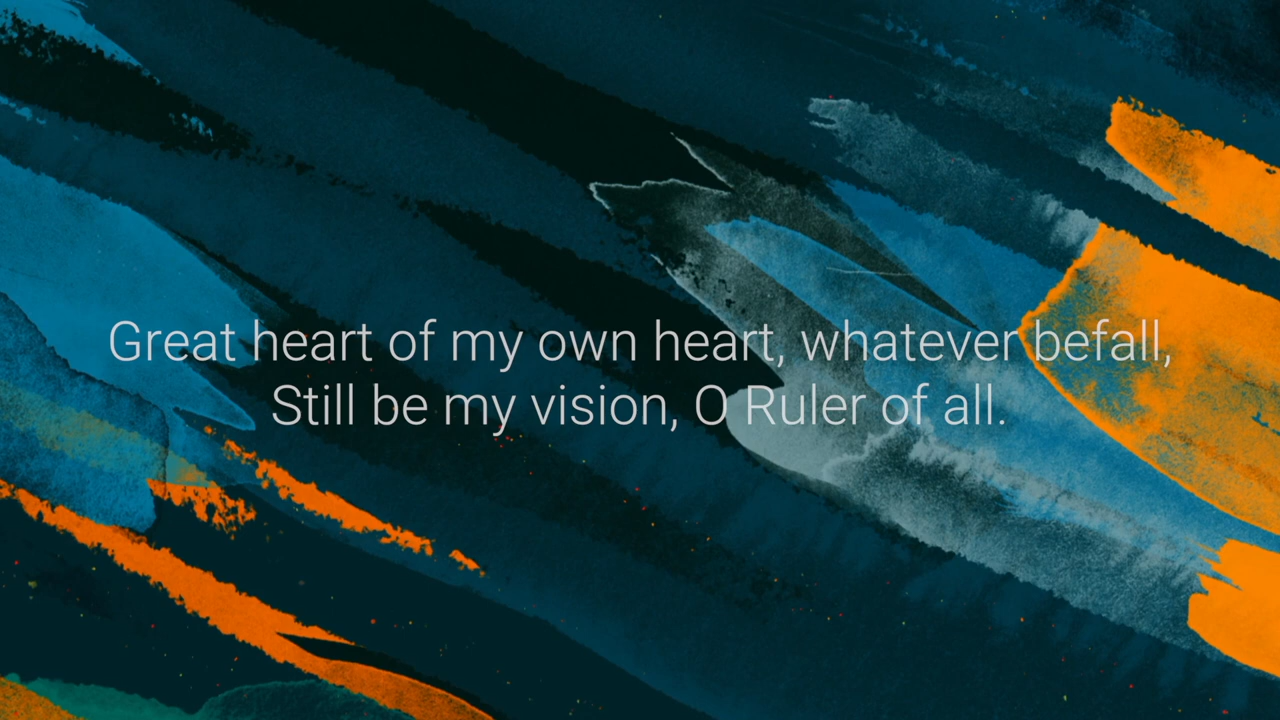 Great heart of my own heart, whatever befall,
Still be my vision, O Ruler of all.